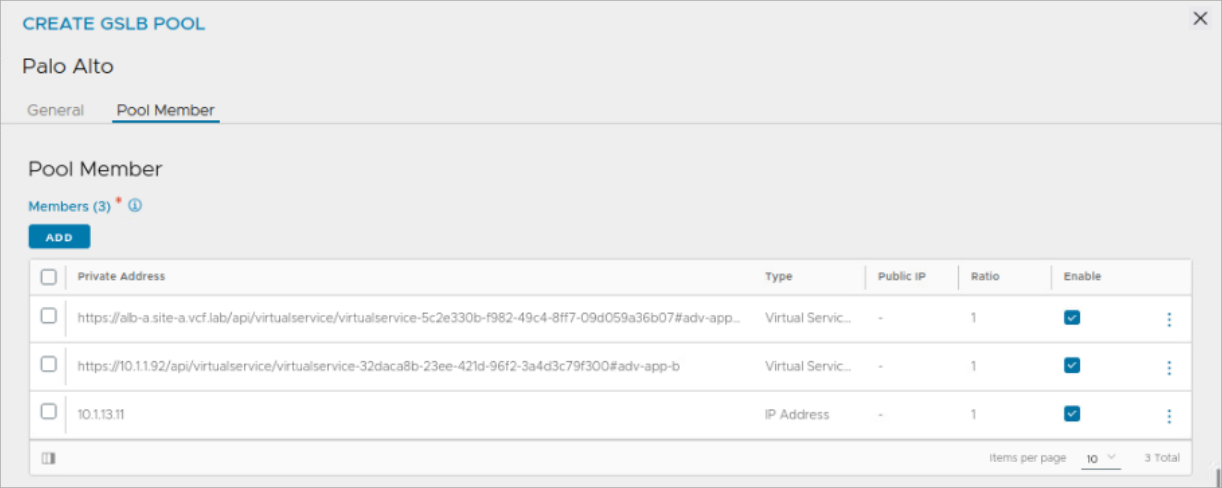 CREATE GSLB POOL
Palo Alto
General Pool Member
Pool Member
Members (3) *
ADD
Private Address Type Public IP Ratio Enable
https://alb-a.site-a.vcf.lab/api/virtualservice/virtualservice-5c2e330b-f982-49c4-8ff7-09d059a36b07#adv-app... Virtual Servic... - 1
https://10.1.1.92/api/virtualservice/virtualservice-32daca8b-23ee-421d-96f2-3a4d3c79f300#adv-app-b Virtual Servic... - 1
10.1.13.11 IP Address - 1
Items per page 10 3 Total